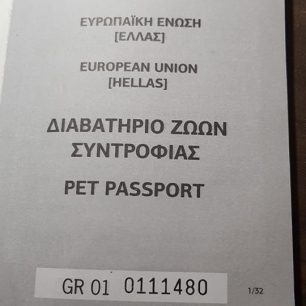 ΕΥΡΩΠΑΪΚΗ ΕΝΩΣΗ
[ΕΛΛΑΣ]
EUROPEAN UNION
[HELLAS]
ΔΙΑΒΑΤΗΡΙΟ ΖΩΩΝ
ΣΥΝΤΡΟΦΙΑΣ
PET PASSPORT
GR 01 0111480
1/32